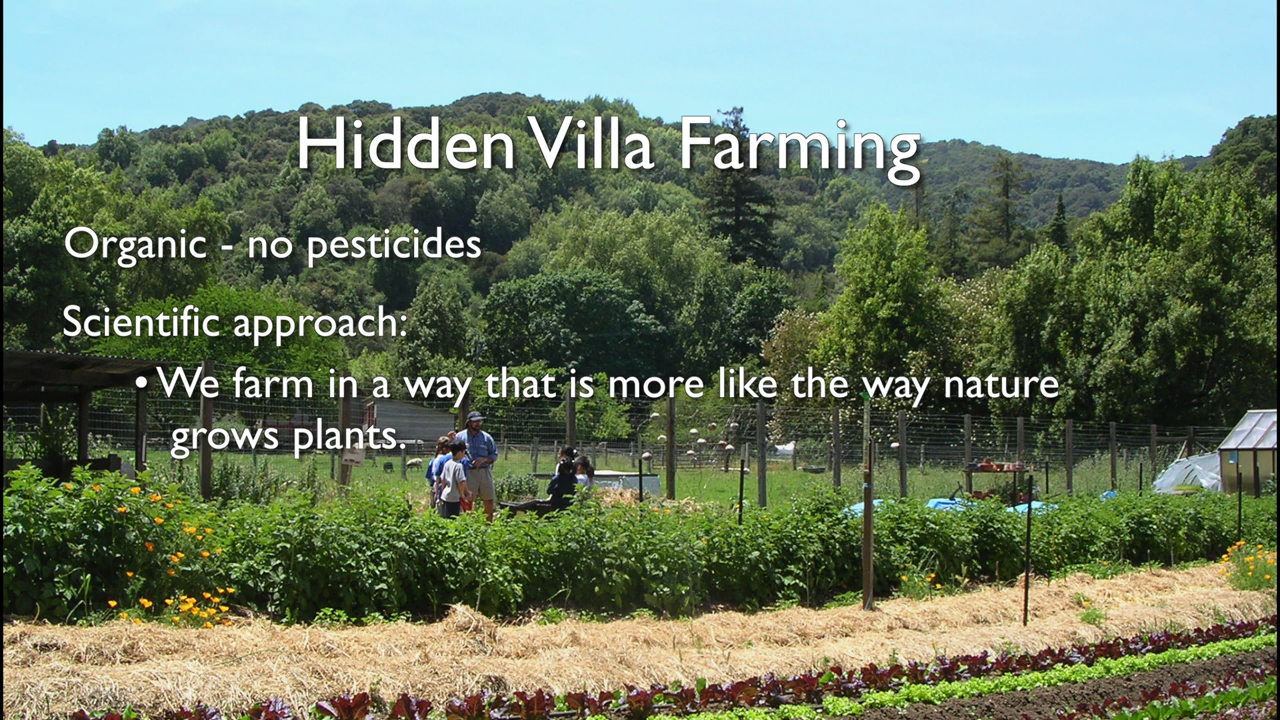 Hidden Villa Farming
Organic - no pesticides
Scientific approach:
• We farm in a way that is more like the way nature
grows plants.